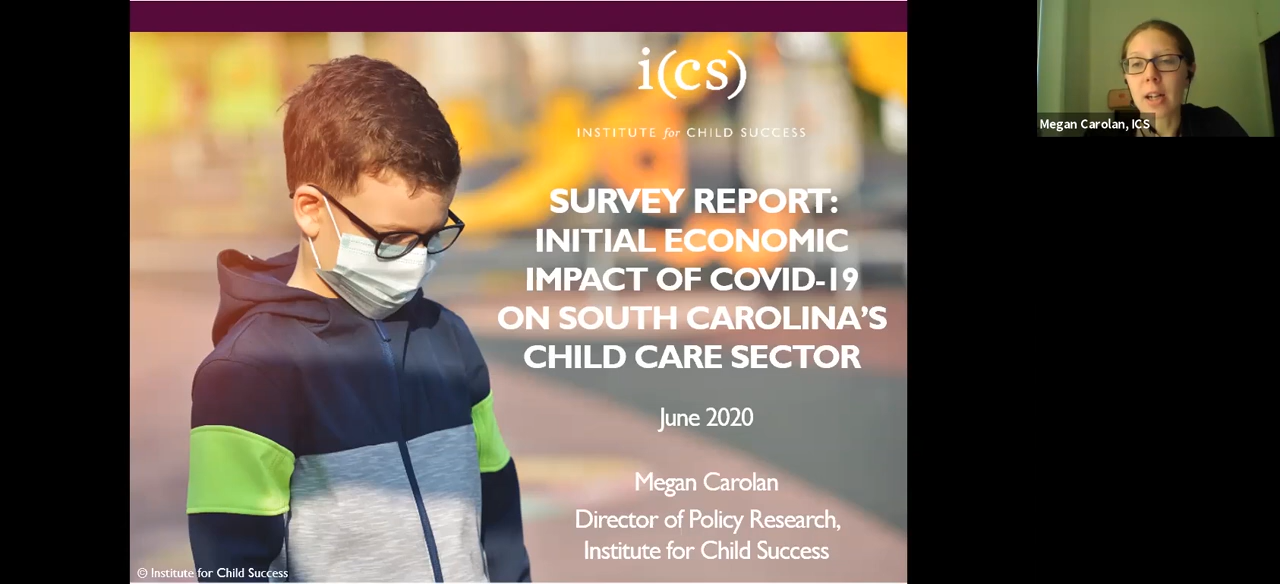 i(cs)
INSTITUTE for CHILD SUCCESS
SURVEY REPORT:
INITIAL ECONOMIC
IMPACT OF COVID-19
ON SOUTH CAROLINA'S
CHILD CARE SECTOR
June 2020
Megan Carolan
Director of Policy Research,
Institute for Child Success
© Institute for Child Success
Megan Carolan, ICS